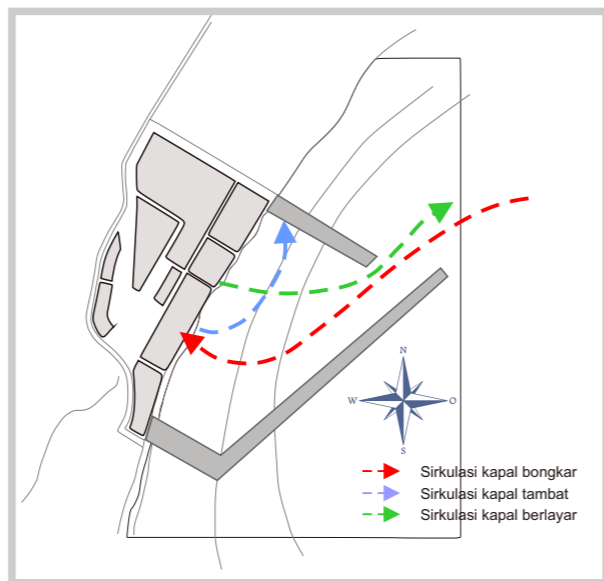 N
W O
S
Sirkulasi kapal bongkar
Sirkulasi kapal tambat
Sirkulasi kapal berlayar